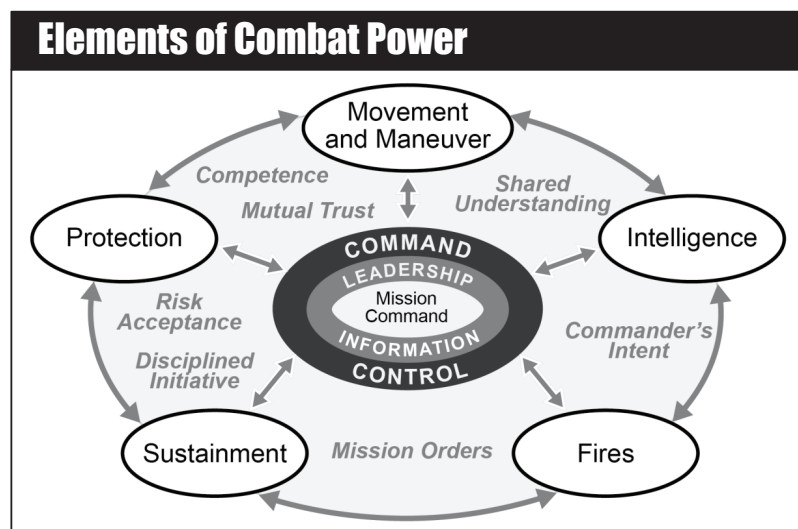 Elements of Combat Power
Movement
and Maneuver
Competence
Mutual Trust
Shared
Understanding
Protection
Intelligence
COMMAND
LEADERSHIP
Mission
Command
INFORMATION
CONTROL
Risk
Acceptance
Disciplined
Initiative
Commander's
Intent
Sustainment
Mission Orders
Fires